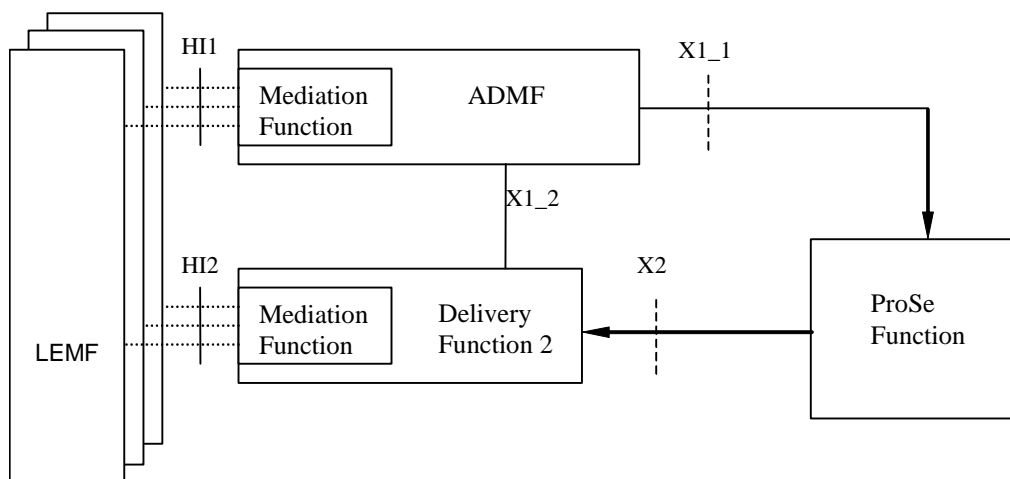 HI1
X1_1
Mediation
Function
ADMF
X1_2
HI2
X2
Mediation
Function
Delivery
Function 2
ProSe
Function
LEMF